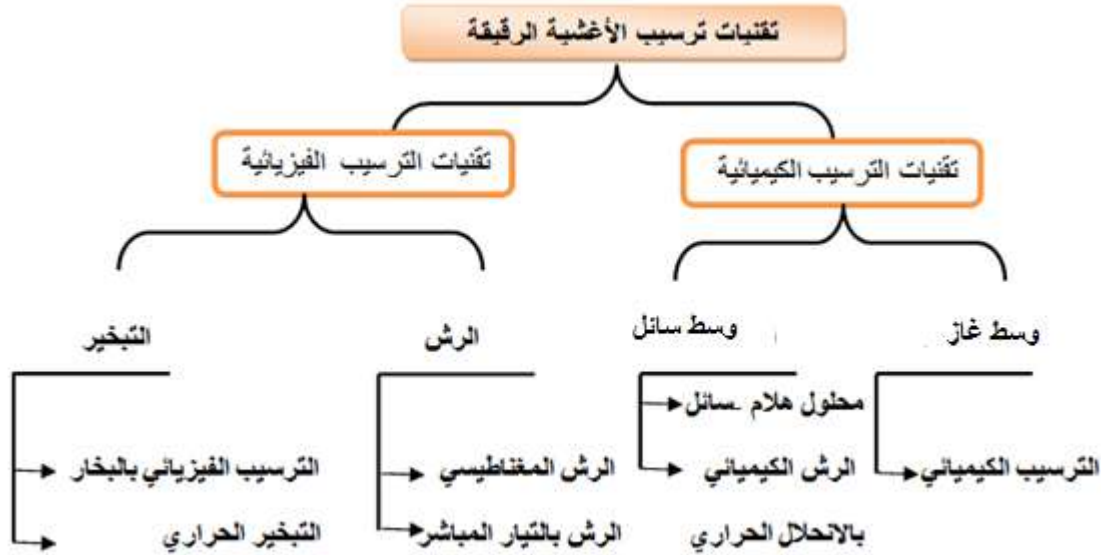 تقنيات ترسيب الأغشية الرقيقة
تقنيات الترسيب الكيميائية
تقنيات الترسيب الفيزيائية
وسط غاز
وسط سائل
الرش
التبخير
الترسيب الكيميائي
محلول هلام ـسائل
الرش الكيميائي
بالانحلال الحراري
الرش المغناطيسي
الرش بالتيار المباشر
الترسيب الفيزيائي بالبخار
التبخير الحراري